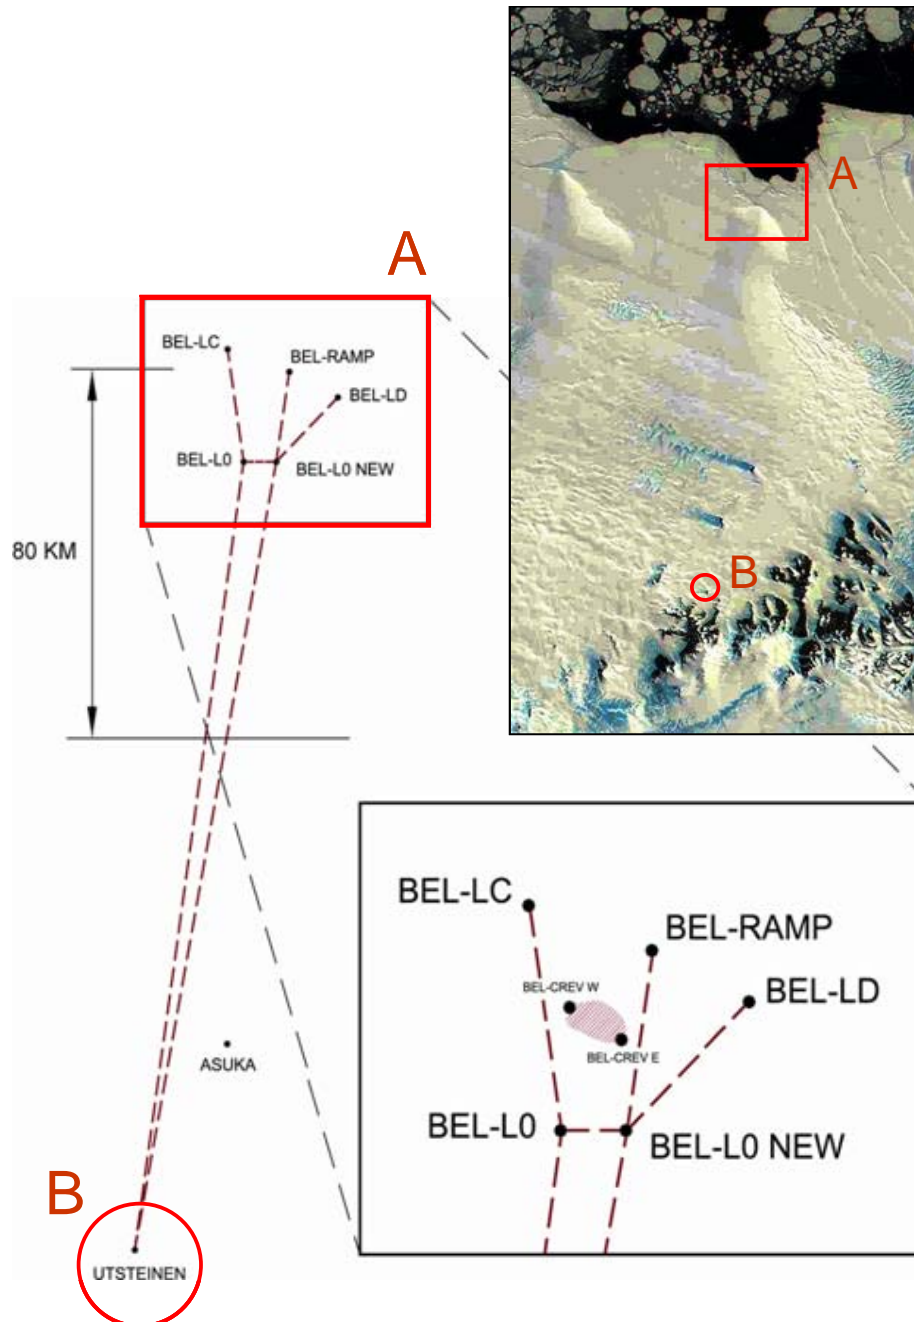 A
A
BEL-LC
BEL-RAMP
BEL-LD
BEL-L0
BEL-L0 NEW
80 KM
B
BEL-LC
BEL-RAMP
BEL-CREV W
BEL-LD
BEL-CREV E
BEL-L0
BEL-L0 NEW
ASUKA
B
UTSTEINEN